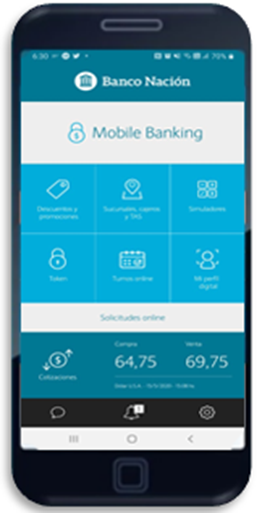 6:30
70%
Banco Nación
Mobile Banking
Descuentos y
promociones
Sucursales, cajeros
y TAS
Simuladores
Token
Turnos online
Mi perfil
digital
Solicitudes online
Compra
Venta
64,75
69,75
Cotizaciones